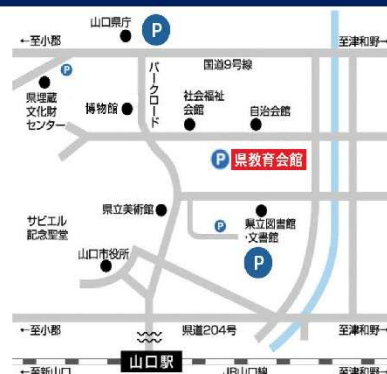 山口県庁
P
←至小郡
至津和野→
国道9号線
P
パークロード
県埋蔵
文化財
センター
博物館
社会福祉
会館
自治会館
P
県教育会館
県立美術館
P
県立図書館
・文書館
サビエル
記念聖堂
山口市役所
P
←至小郡
県道204号
至津和野→
山口駅
←至新山口
JR山口線
至津和野→